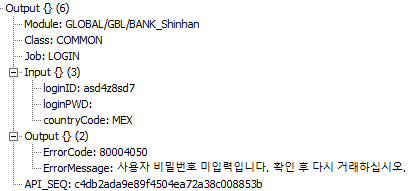 Output {} (6)
Module: GLOBAL/GBL/BANK_Shinhan
Class: COMMON
Job: LOGIN
Input {} (3)
loginID: asd4z8sd7
loginPWD:
countryCode: MEX
Output {} (2)
ErrorCode: 80004050
ErrorMessage: 사용자 비밀번호 미입력입니다. 확인 후 다시 거래하십시오.
API_SEQ: c4db2ada9e89f4504ea72a38c008853b